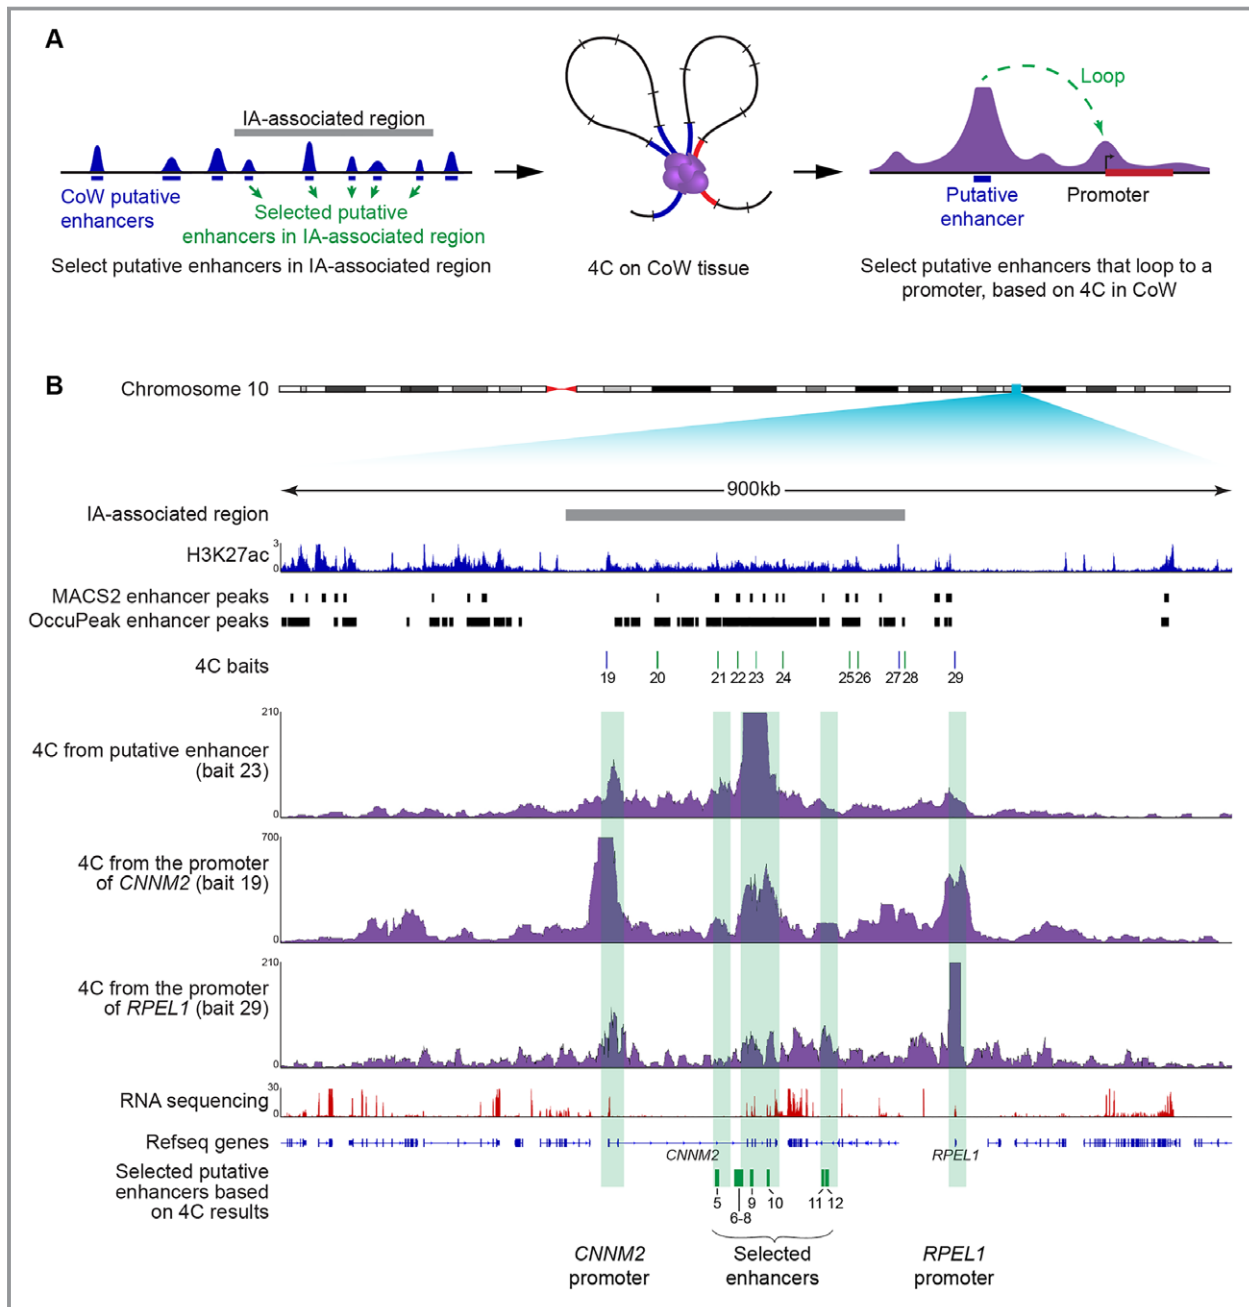 A
IA-associated region
CoW putative
enhancers
Selected putative
enhancers in IA-associated region
Select putative enhancers in IA-associated region
4C on CoW tissue
Loop
Putative
enhancer
Promoter
Select putative enhancers that loop to a
promoter, based on 4C in CoW
B
Chromosome 10
900kb
IA-associated region
H3K27ac
3
0
MACS2 enhancer peaks
OccuPeak enhancer peaks
4C baits
19 20 21 22 23 24 25 26 27 28 29
210
4C from putative enhancer
(bait 23)
0
700
4C from the promoter
of CNNM2 (bait 19)
0
210
4C from the promoter
of RPEL1 (bait 29)
0
30
RNA sequencing
0
Refseq genes
CNNM2 RPEL1
Selected putative
enhancers based
on 4C results
5 9 10 11 12
6-8
CNNM2
promoter
Selected
enhancers
RPEL1
promoter